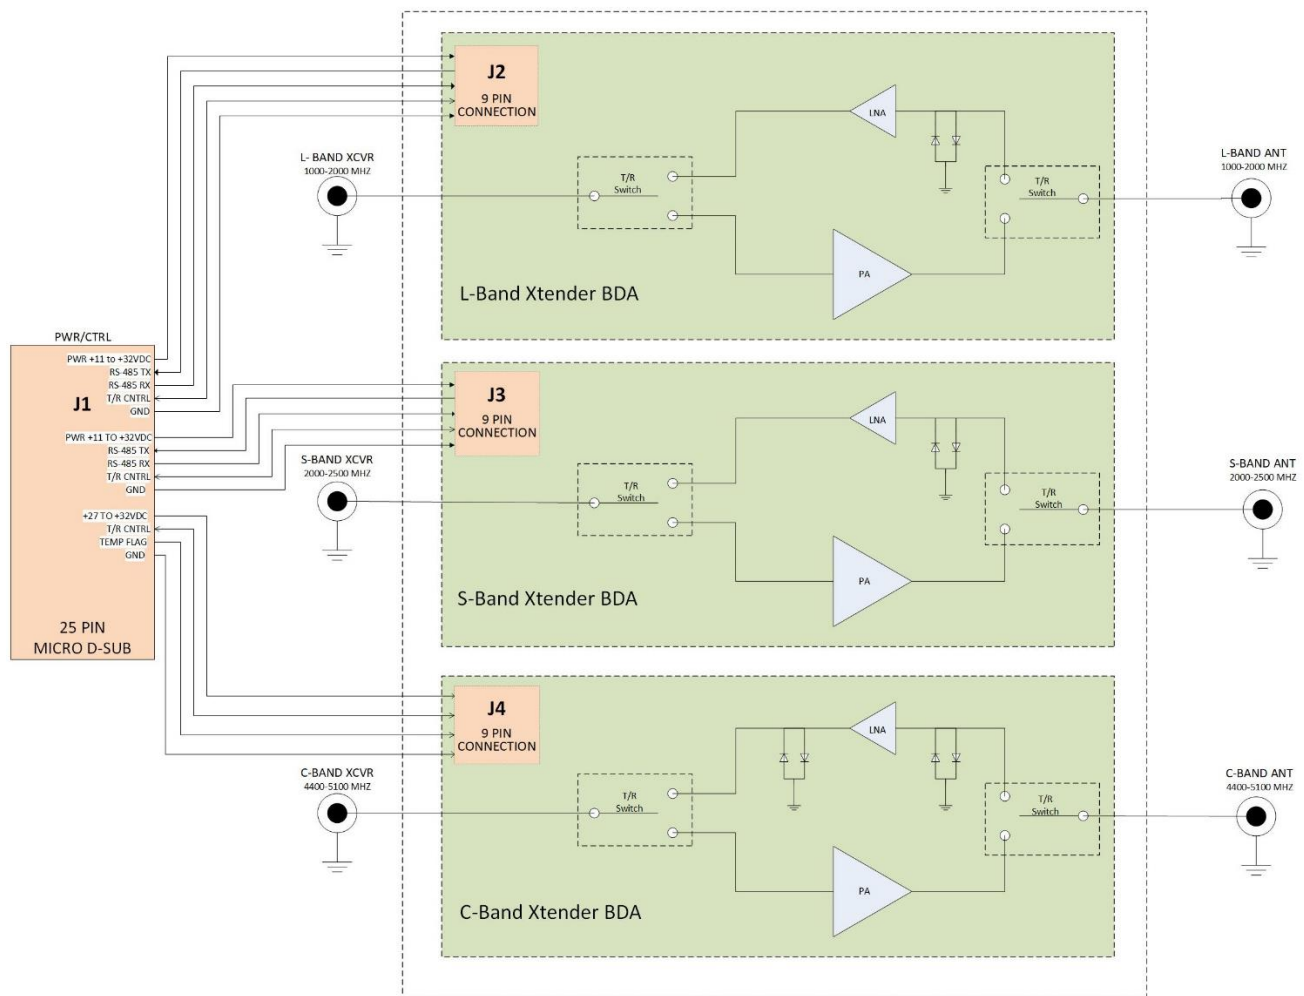 J2
9 PIN
CONNECTION
LNA
L- BAND XCVR
1000-2000 MHZ
T/R
Switch
T/R
Switch
L-BAND ANT
1000-2000 MHZ
PA
L-Band Xtender BDA
PWR/CTRL
PWR +11 to +32VDC
RS-485 TX
RS-485 RX
T/R CNTRL
GND
J1
PWR +11 TO +32VDC
RS-485 TX
RS-485 RX
T/R CNTRL
GND
+27 TO +32VDC
T/R CNTRL
TEMP FLAG
GND
25 PIN
MICRO D-SUB
J3
9 PIN
CONNECTION
LNA
S-BAND XCVR
2000-2500 MHZ
T/R
Switch
T/R
Switch
S-BAND ANT
2000-2500 MHZ
PA
S-Band Xtender BDA
J4
9 PIN
CONNECTION
LNA
C-BAND XCVR
4400-5100 MHZ
T/R
Switch
T/R
Switch
C-BAND ANT
4400-5100 MHZ
PA
C-Band Xtender BDA